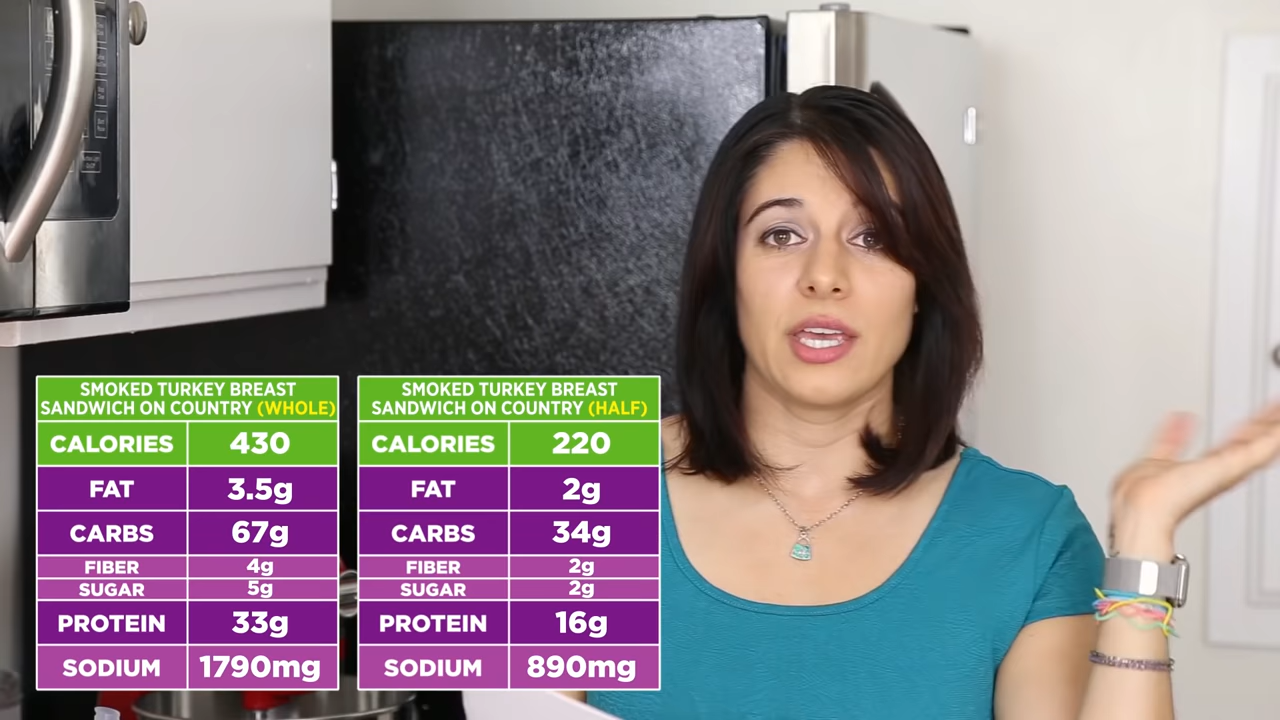 SMOKED TURKEY BREAST
SANDWICH ON COUNTRY (WHOLE)
CALORIES 430
FAT 3.5g
CARBS 67g
FIBER 4g
SUGAR 5g
PROTEIN 33g
SODIUM 1790mg
SMOKED TURKEY BREAST
SANDWICH ON COUNTRY (HALF)
CALORIES 220
FAT 2g
CARBS 34g
FIBER 2g
SUGAR 2g
PROTEIN 16g
SODIUM 890mg